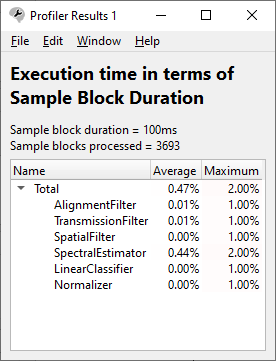 Profiler Results 1
File Edit Window Help
Execution time in terms of
Sample Block Duration
Sample block duration = 100ms
Sample blocks processed = 3693
Name Average Maximum
Total 0.47% 2.00%
AlignmentFilter 0.01% 1.00%
TransmissionFilter 0.01% 1.00%
SpatialFilter 0.00% 1.00%
SpectralEstimator 0.44% 2.00%
LinearClassifier 0.00% 1.00%
Normalizer 0.00% 1.00%